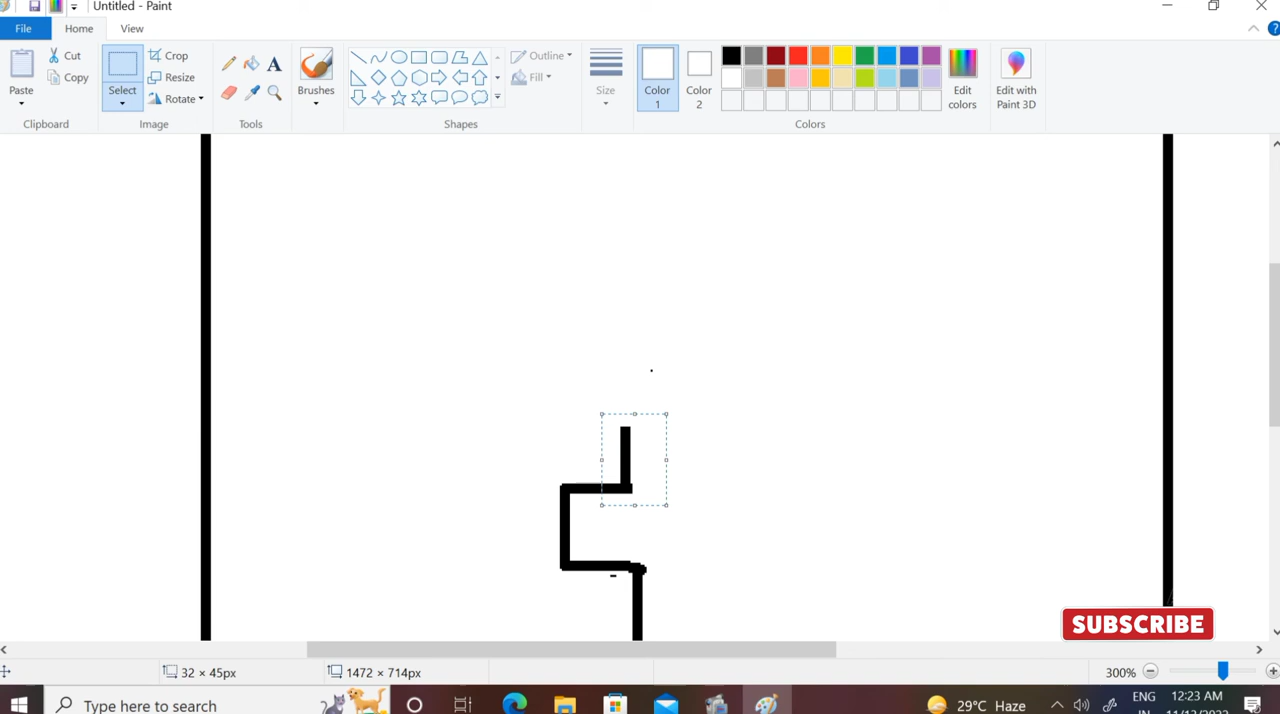 Untitled - Paint
File
Home
View
Paste
Cut
Copy
Clipboard
Select
Crop
Resize
Rotate
Image
Tools
Brushes
Outline
Fill
Shapes
Size
Color 1
Color 2
Edit colors
Edit with Paint 3D
Colors
SUBSCRIBE
32 × 45px
1472 × 714px
300%
Type here to search
29°C Haze
ENG
IN
12:23 AM